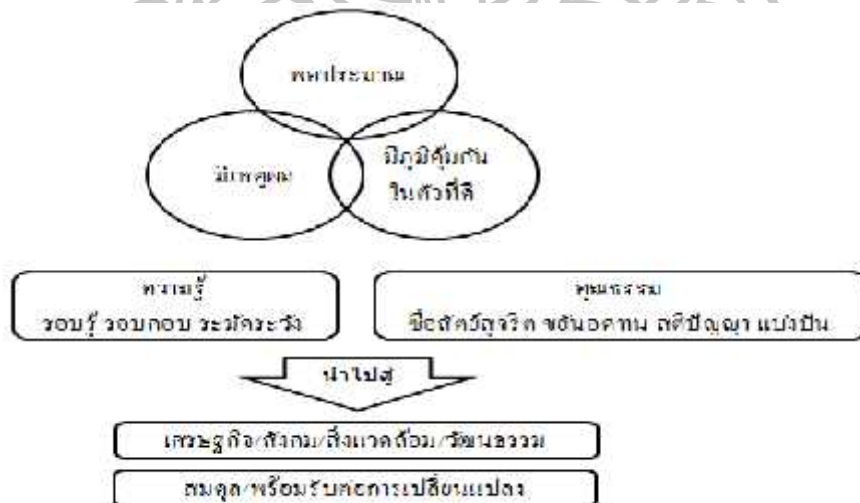 พอประมาณ
มีเหตุผล
มีภูมิคุ้มกัน
ในตัวที่ดี
ความรู้
รอบรู้ รอบคอบ ระมัดระวัง
คุณธรรม
ซื่อสัตย์สุจริต ขยันอดทน สติปัญญา แบ่งปัน
นำไปสู่
เศรษฐกิจ/สังคม/สิ่งแวดล้อม/วัฒนธรรม
สมดุล/พร้อมรับต่อการเปลี่ยนแปลง